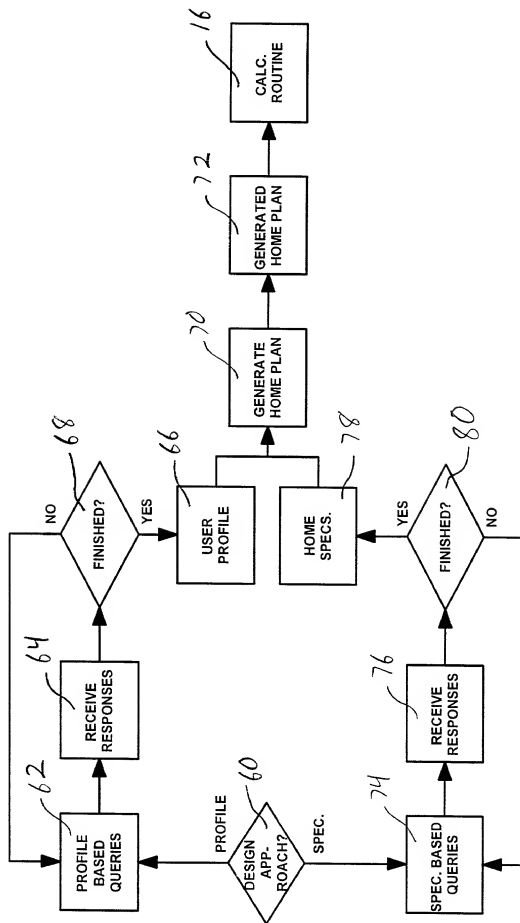 62
PROFILE
BASED
QUERIES
64
RECEIVE
RESPONSES
68
FINISHED?
NO
YES
66
USER
PROFILE
60
DESIGN
APP-
ROACH?
PROFILE
SPEC.
74
SPEC. BASED
QUERIES
76
RECEIVE
RESPONSES
80
FINISHED?
YES
NO
78
HOME
SPECS.
70
GENERATE
HOME PLAN
72
GENERATED
HOME PLAN
16
CALC.
ROUTINE